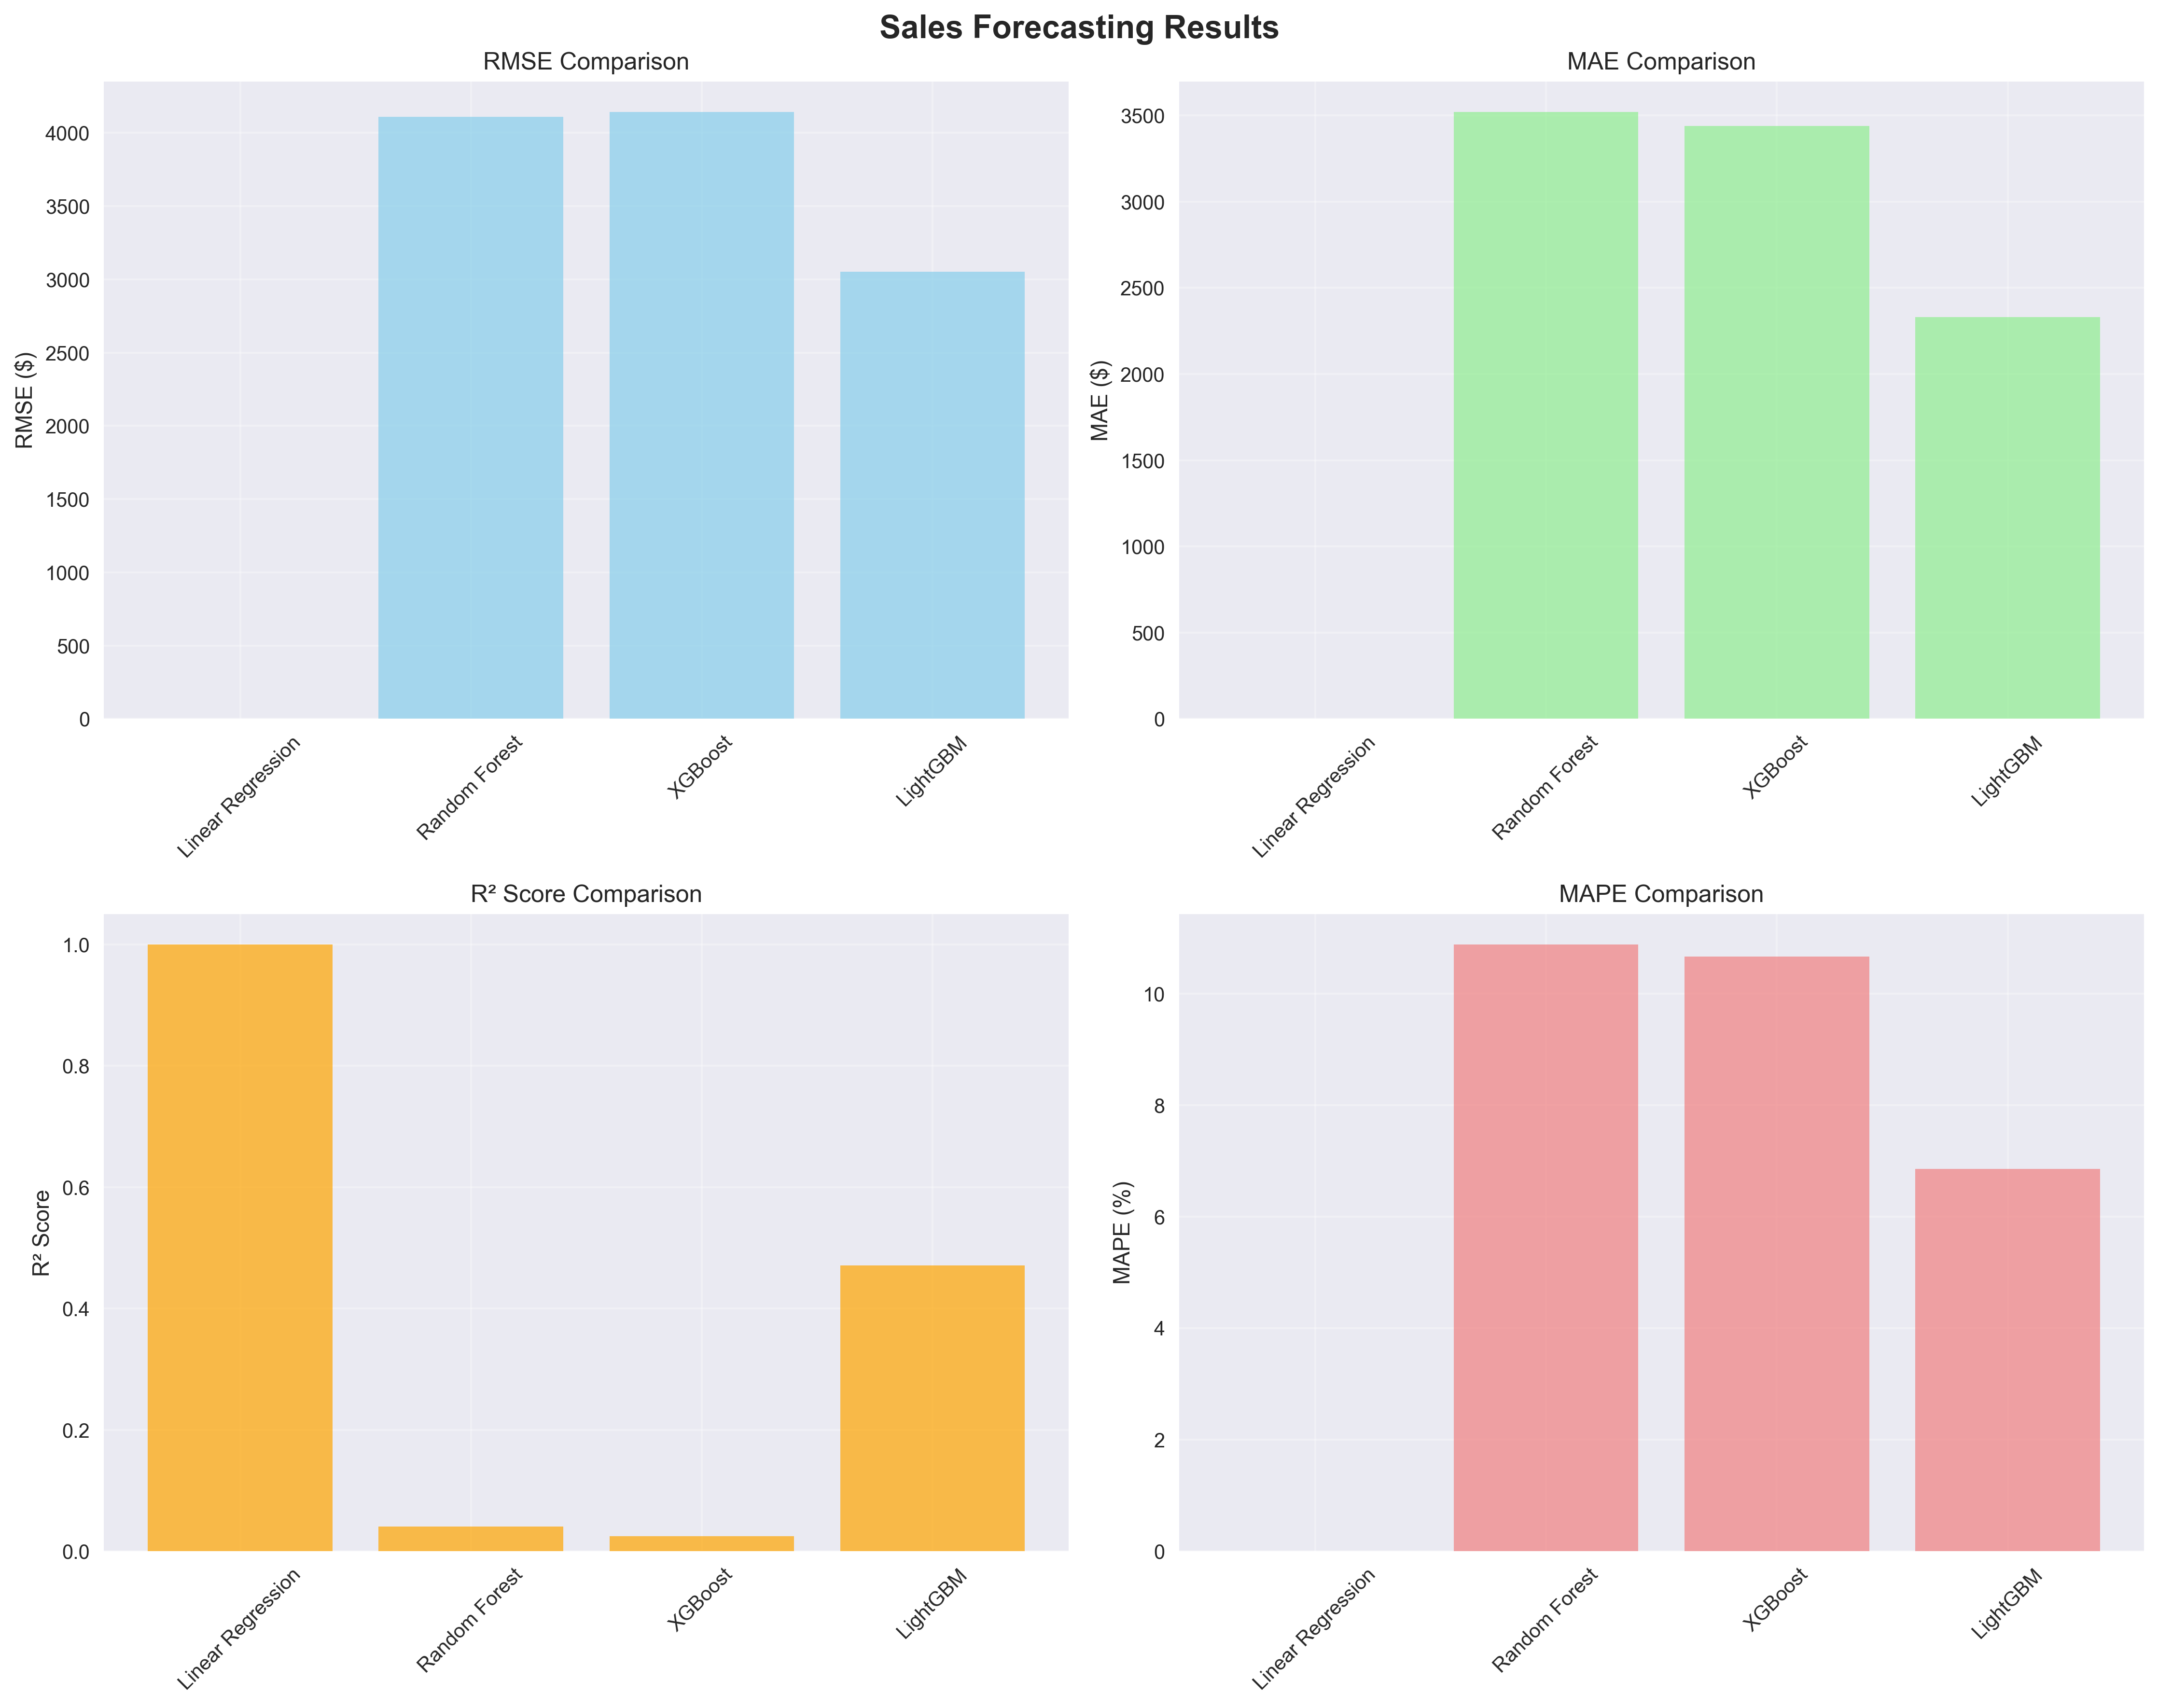 Sales Forecasting Results
RMSE Comparison
RMSE ($)
4000
3500
3000
2500
2000
1500
1000
500
0
Linear Regression
Random Forest
XGBoost
LightGBM
MAE Comparison
MAE ($)
3500
3000
2500
2000
1500
1000
500
0
Linear Regression
Random Forest
XGBoost
LightGBM
R² Score Comparison
R² Score
1.0
0.8
0.6
0.4
0.2
0.0
Linear Regression
Random Forest
XGBoost
LightGBM
MAPE Comparison
MAPE (%)
10
8
6
4
2
0
Linear Regression
Random Forest
XGBoost
LightGBM